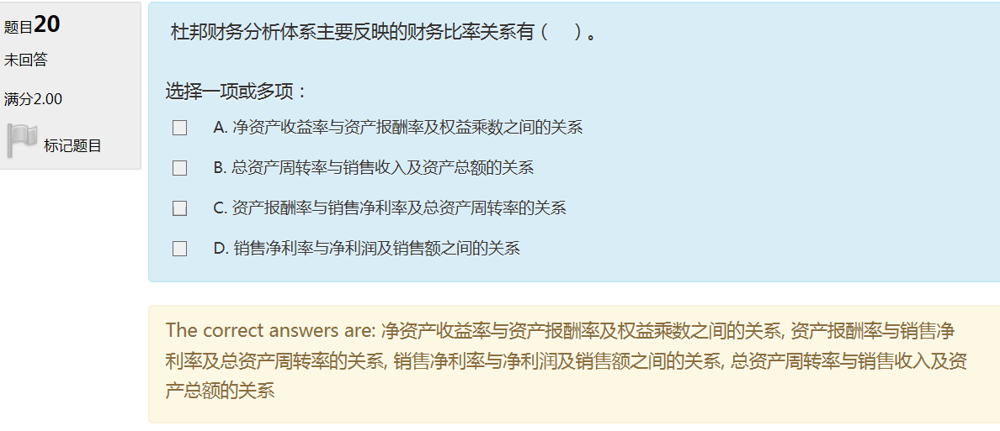 题目20
未回答
满分2.00
标记题目
杜邦财务分析体系主要反映的财务比率关系有（　）。
选择一项或多项：
A. 净资产收益率与资产报酬率及权益乘数之间的关系
B. 总资产周转率与销售收入及资产总额的关系
C. 资产报酬率与销售净利率及总资产周转率的关系
D. 销售净利率与净利润及销售额之间的关系
The correct answers are: 净资产收益率与资产报酬率及权益乘数之间的关系, 资产报酬率与销售净
利率及总资产周转率的关系, 销售净利率与净利润及销售额之间的关系, 总资产周转率与销售收入及资
产总额的关系